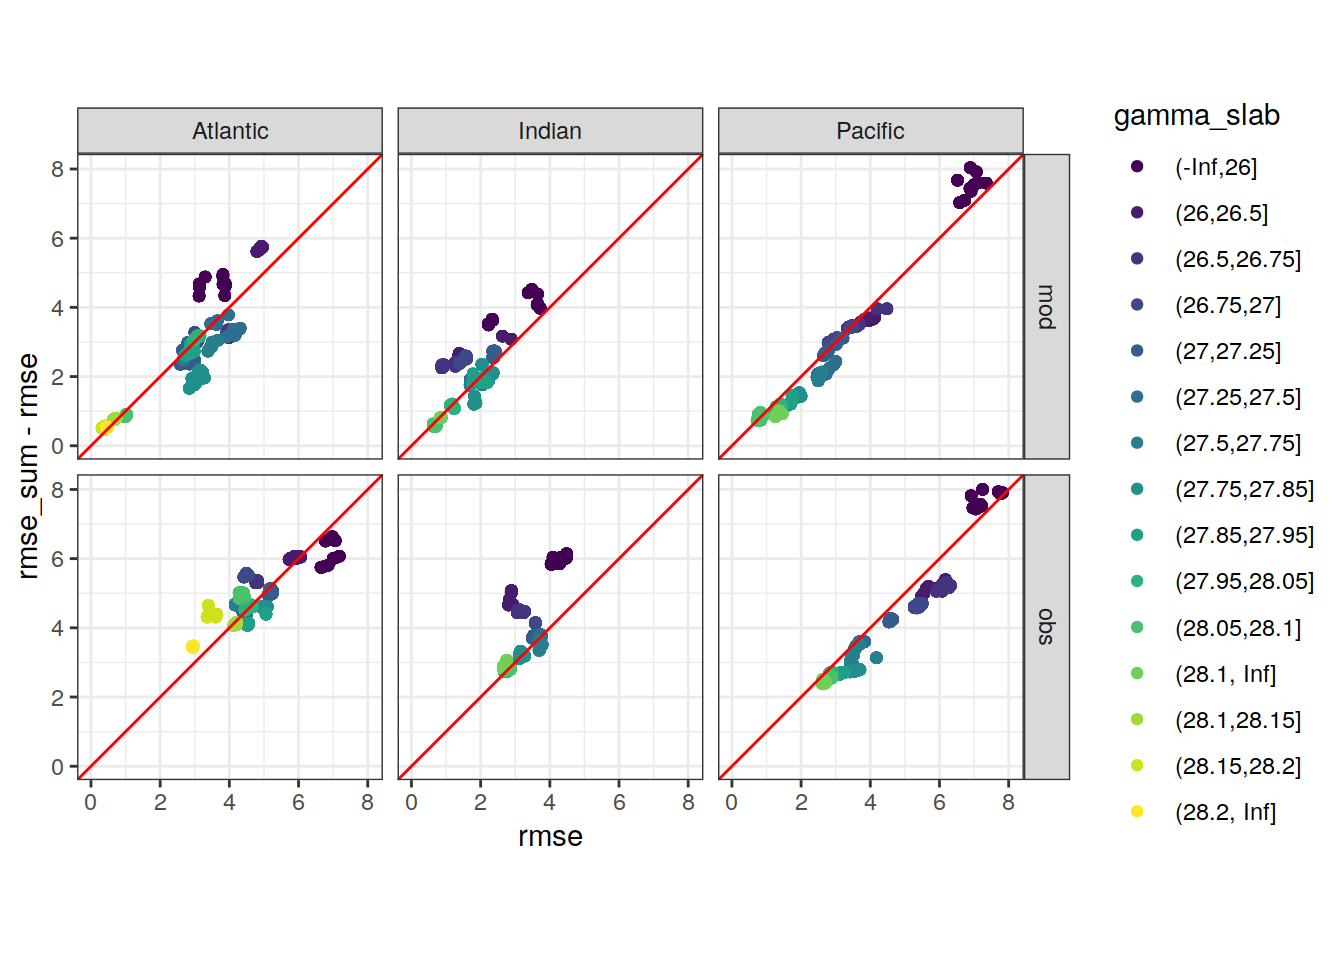 Atlantic
Indian
Pacific
gamma_slab
(-Inf,26]
(26,26.5]
(26.5,26.75]
(26.75,27]
(27,27.25]
(27.25,27.5]
(27.5,27.75]
(27.75,27.85]
(27.85,27.95]
(27.95,28.05]
(28.05,28.1]
(28.1, Inf]
(28.1,28.15]
(28.15,28.2]
(28.2, Inf]
8
6
4
2
0
mod
8
6
4
2
0
obs
rmse_sum - rmse
0 2 4 6 8
0 2 4 6 8
0 2 4 6 8
rmse